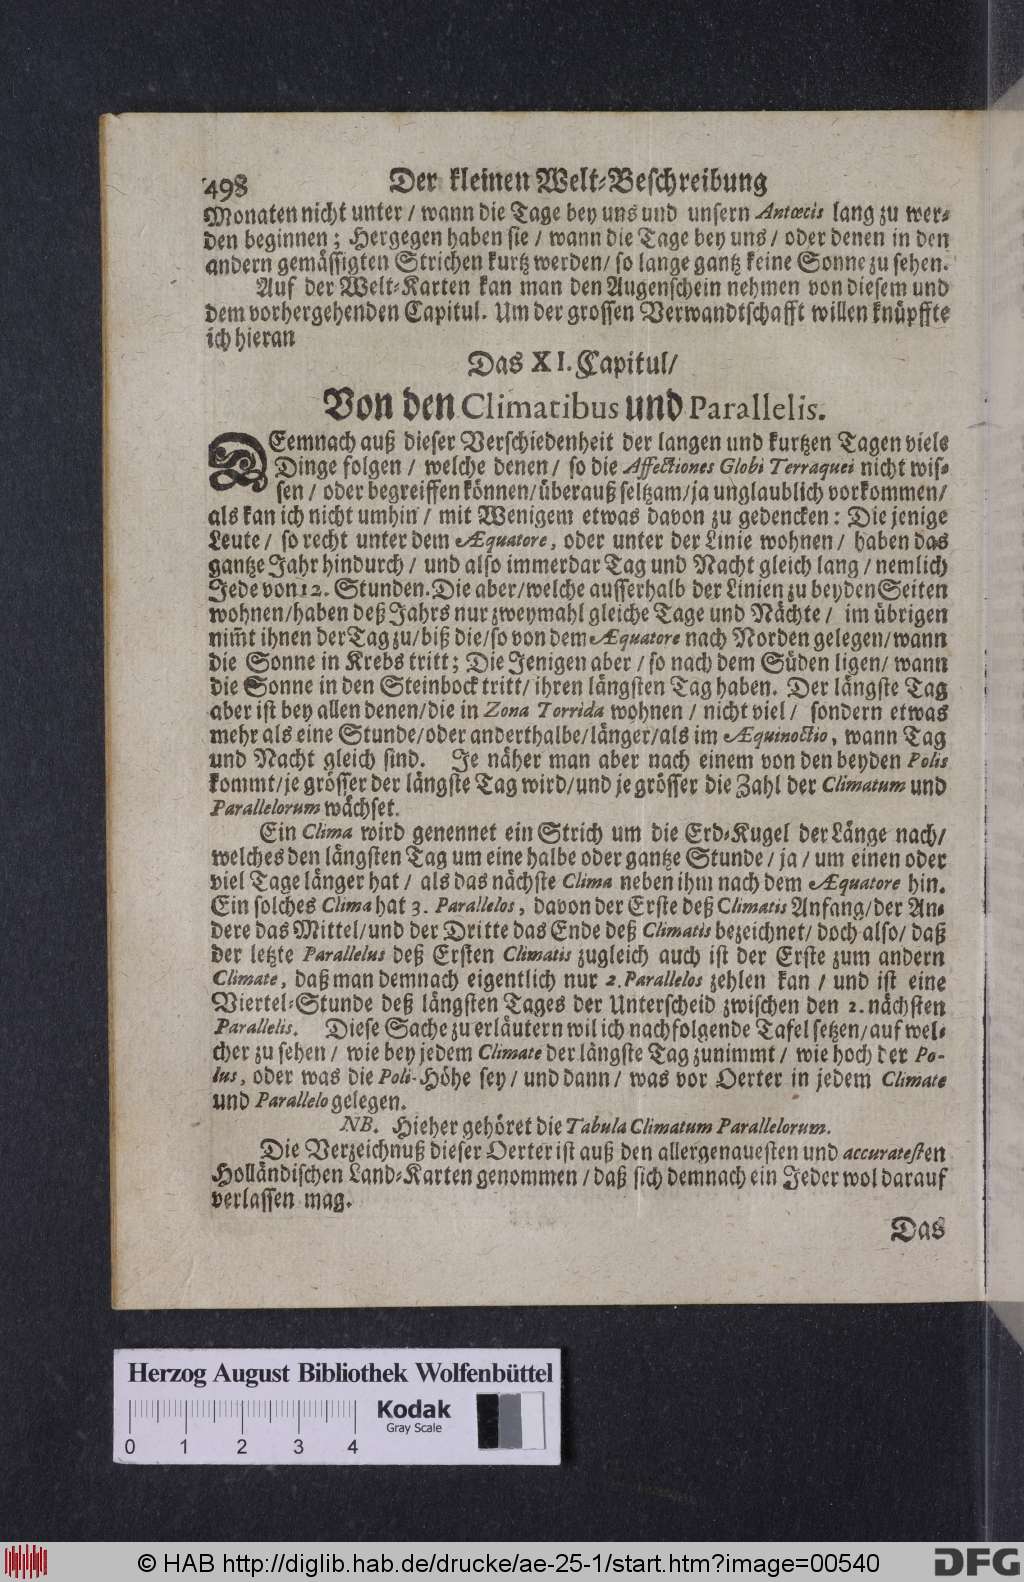 498 Der kleinen Welt-Beschreibung
Monaten nicht unter / wann die Tage bey uns und unsern Antœcis lang zu wer-
den beginnen; Hergegen haben sie / wann die Tage bey uns / oder denen in den
andern gemässigten Strichen kurtz werden / so lange gantz keine Sonne zu sehen.
Auf der Welt-Karten kan man den Augenschein nehmen von diesem und
dem vorhergehenden Capitul. Um der grossen Verwandtschafft willen knüpffte
ich hieran
Das XI. Capitul /
Von den Climatibus und Parallelis.
DEemnach auß dieser Verschiedenheit der langen und kurtzen Tagen viels
Dinge folgen / welche denen / so die Affectiones Globi Terraquei nicht wis-
sen / oder begreiffen können / überauß seltzam / ja unglaublich vorkommen /
als kan ich nicht umhin / mit Wenigem etwas davon zu gedencken: Die jenige
Leute / so recht unter dem Æquatore, oder unter der Linie wohnen / haben das
gantze Jahr hindurch / und also immerdar Tag und Nacht gleich lang / nemlich
Jede von 12. Stunden. Die aber / welche ausserhalb der Linien zu beyden Seiten
wohnen / haben deß Jahrs nur zweymahl gleiche Tage und Nächte / im übrigen
nim̃t ihnen der Tag zu / biß die / so von dem Æquatore nach Norden gelegen / wann
die Sonne in Krebs tritt; Die Jenigen aber / so nach dem Süden ligen / wann
die Sonne in den Steinbock tritt / ihren längsten Tag haben. Der längste Tag
aber ist bey allen denen / die in Zona Torrida wohnen / nicht viel / sondern etwas
mehr als eine Stunde / oder anderthalbe / länger / als im Æquinoctio, wann Tag
und Nacht gleich sind. Je näher man aber nach einem von den beyden Polis
kommt / je grösser der längste Tag wird / und je grösser die Zahl der Climatum und
Parallelorum wächset.
Ein Clima wird genennet ein Strich um die Erd-Kugel der Länge nach /
welches den längsten Tag um eine halbe oder gantze Stunde / ja / um einen oder
viel Tage länger hat / als das nächste Clima neben ihm nach dem Æquatore hin.
Ein solches Clima hat 3. Parallelos, davon der Erste deß Climatis Anfang / der An-
dere das Mittel / und der Dritte das Ende deß Climatis bezeichnet / doch also / daß
der letzte Parallelus deß Ersten Climatis zugleich auch ist der Erste zum andern
Climate, daß man demnach eigentlich nur 2. Parallelos zehlen kan / und ist eine
Viertel-Stunde deß längsten Tages der Unterscheid zwischen den 2. nächsten
Parallelis. Diese Sache zu erläutern wil ich nachfolgende Tafel setzen / auf wel-
cher zu sehen / wie bey jedem Climate der längste Tag zunimmt / wie hoch der Po-
lus, oder was die Poli-Höhe sey / und dann / was vor Oerter in jedem Climate
und Parallelo gelegen.
NB. Hieher gehöret die Tabula Climatum Parallelorum.
Die Verzeichnuß dieser Oerter ist auß den allergenauesten und accuratesten
Holländischen Land-Karten genommen / daß sich demnach ein Jeder wol darauf
verlassen mag.
Das
Herzog August Bibliothek Wolfenbüttel
0 1 2 3 4
Kodak
Gray Scale
© HAB http://diglib.hab.de/drucke/ae-25-1/start.htm?image=00540
DFG